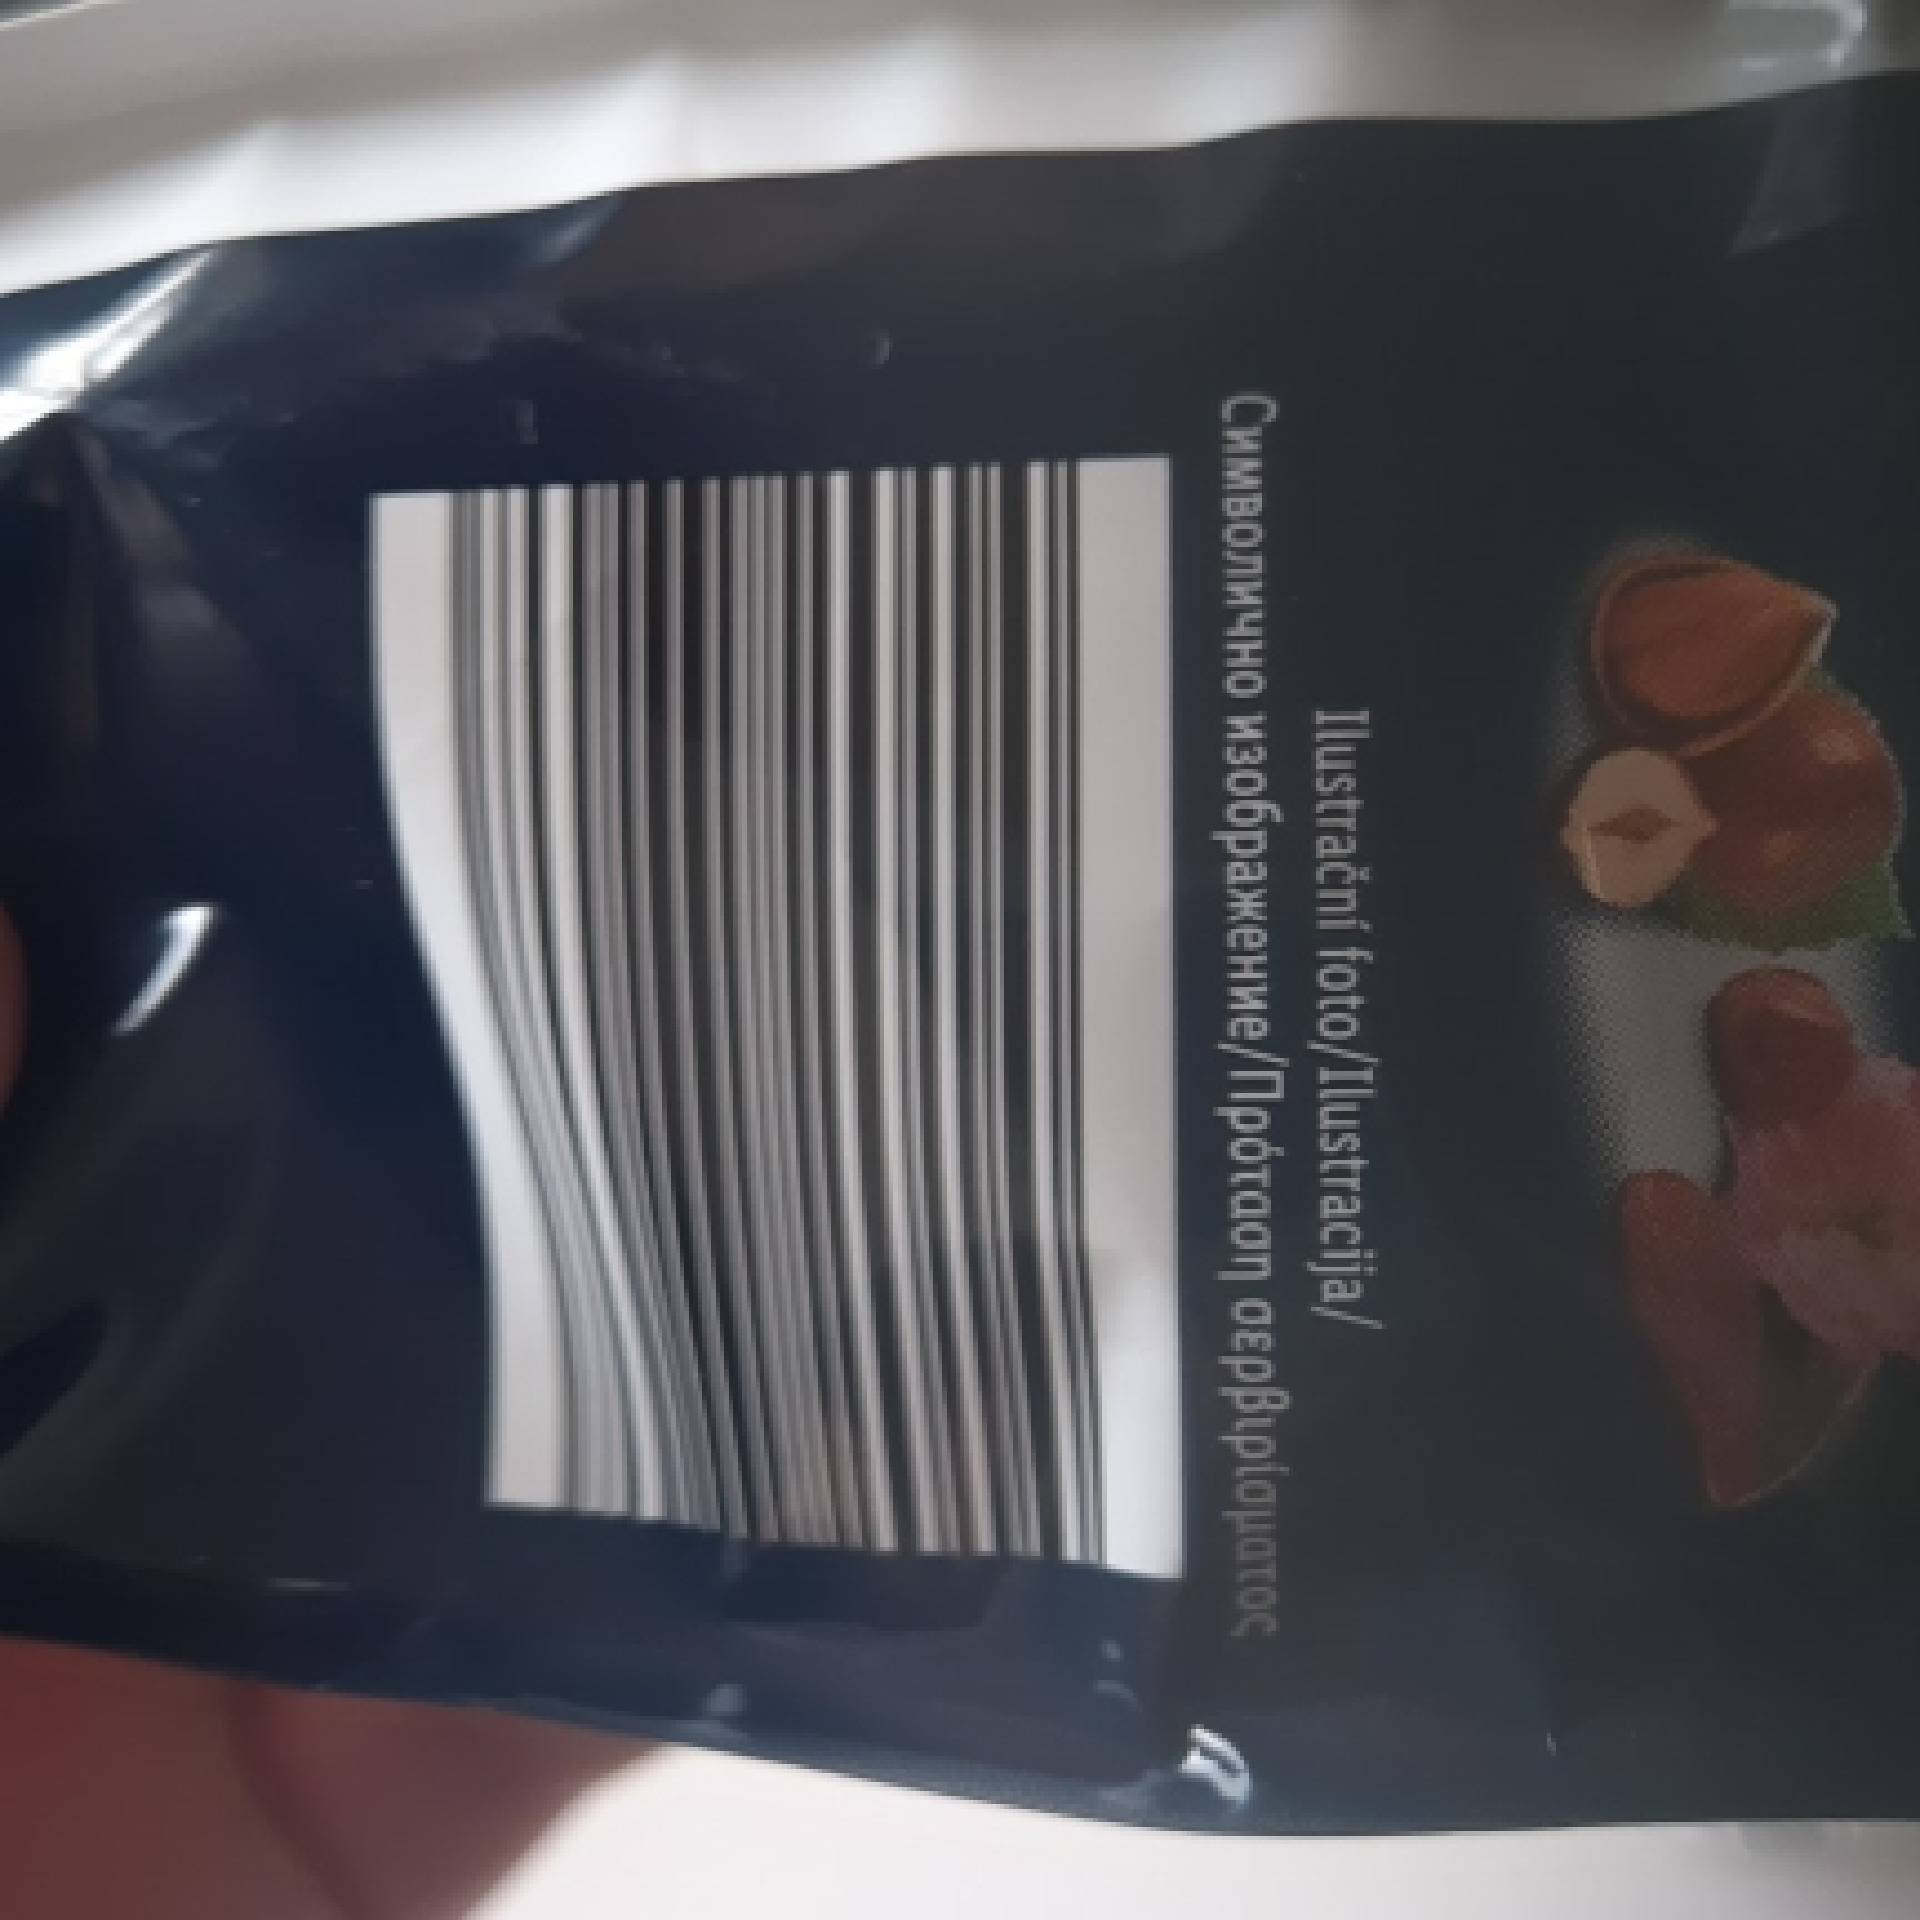 Ilustrační foto/Ilustracija/
Символично изображение/Πρόταση σερβιρίσματος